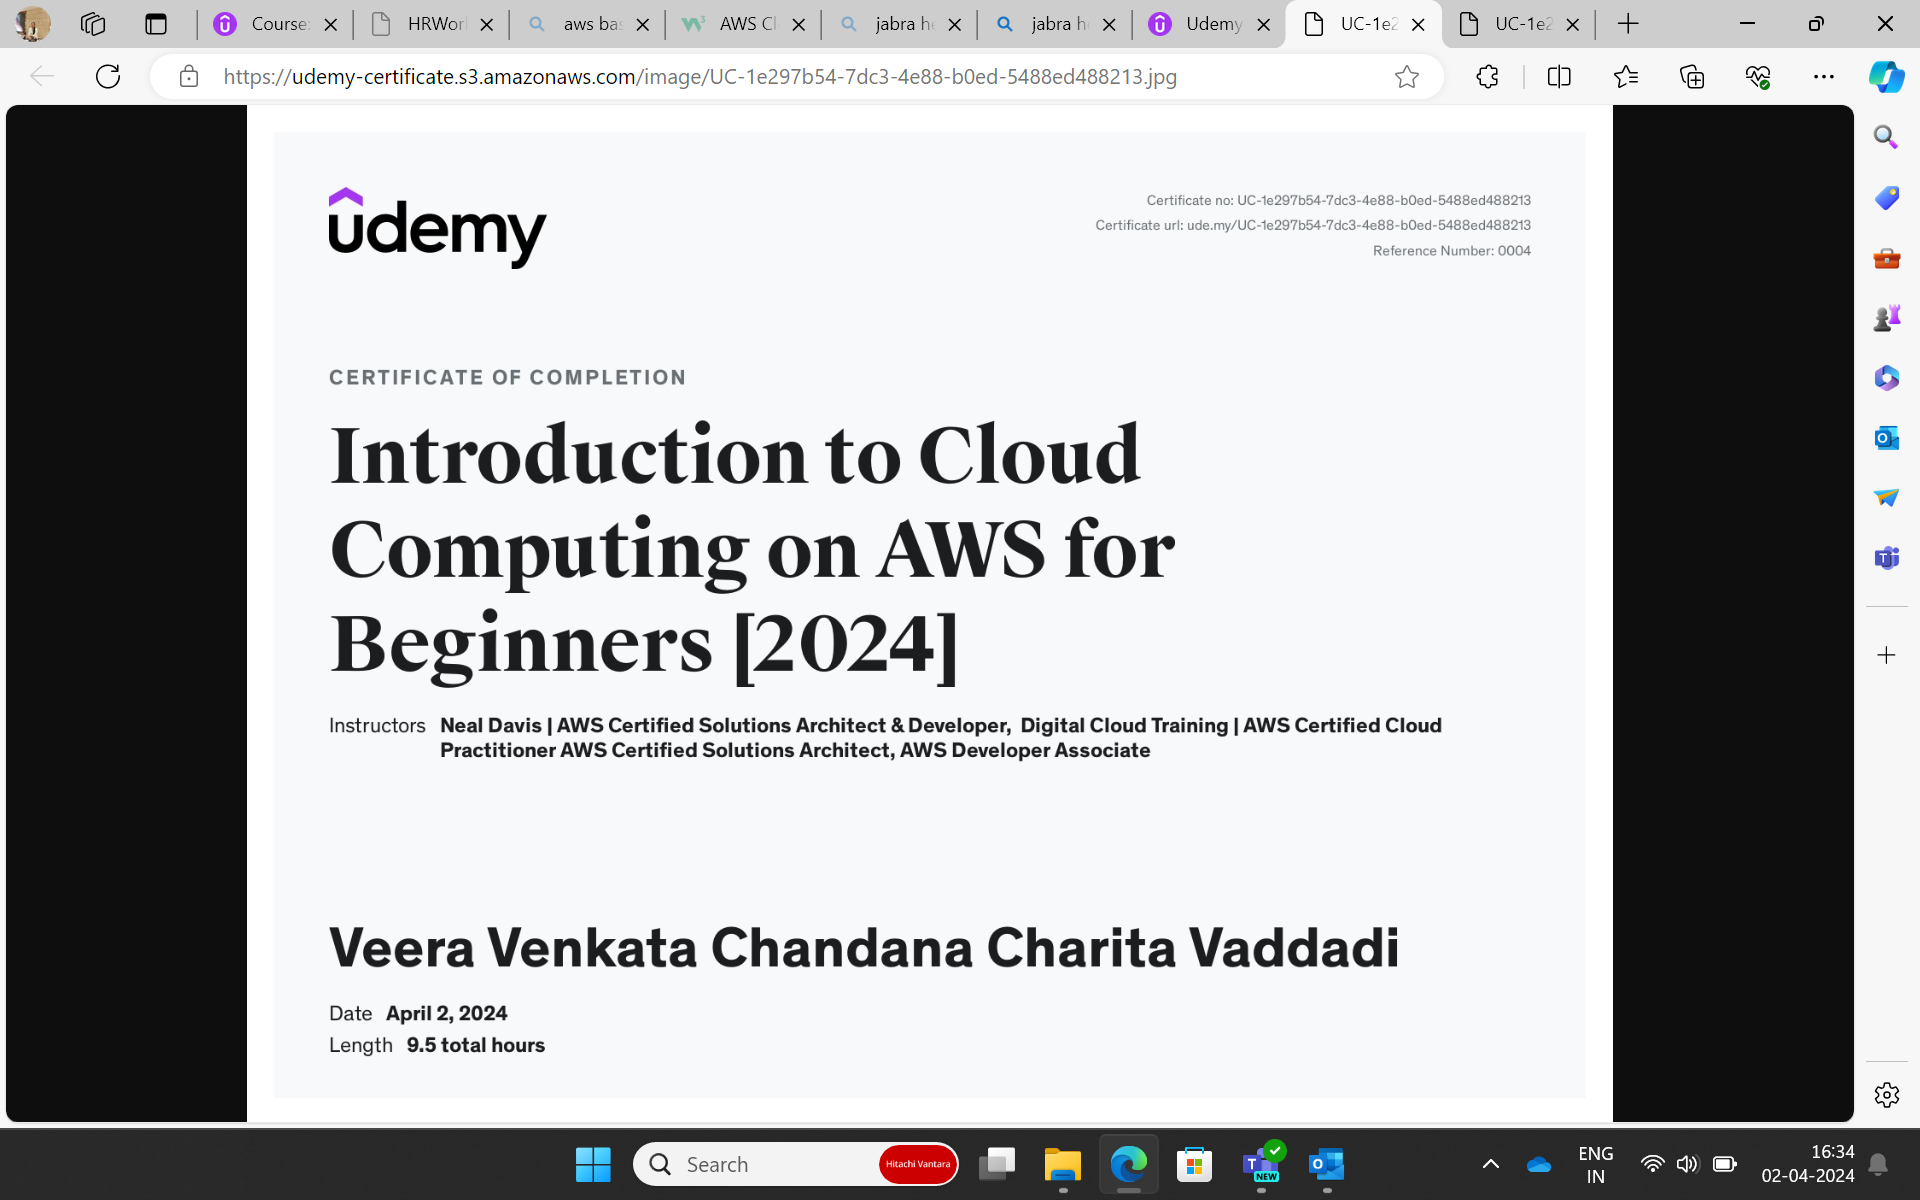 Course:
HRWor
aws bas
AWS Cl
jabra he
jabra he
Udemy
UC-1e2
UC-1e2
https://udemy-certificate.s3.amazonaws.com/image/UC-1e297b54-7dc3-4e88-b0ed-5488ed488213.jpg
udemy
Certificate no: UC-1e297b54-7dc3-4e88-b0ed-5488ed488213
Certificate url: ude.my/UC-1e297b54-7dc3-4e88-b0ed-5488ed488213
Reference Number: 0004
CERTIFICATE OF COMPLETION
Introduction to Cloud
Computing on AWS for
Beginners [2024]
Instructors Neal Davis | AWS Certified Solutions Architect & Developer, Digital Cloud Training | AWS Certified Cloud
Practitioner AWS Certified Solutions Architect, AWS Developer Associate
Veera Venkata Chandana Charita Vaddadi
Date April 2, 2024
Length 9.5 total hours
Search
Hitachi Vantara
NEW
ENG
IN
16:34
02-04-2024